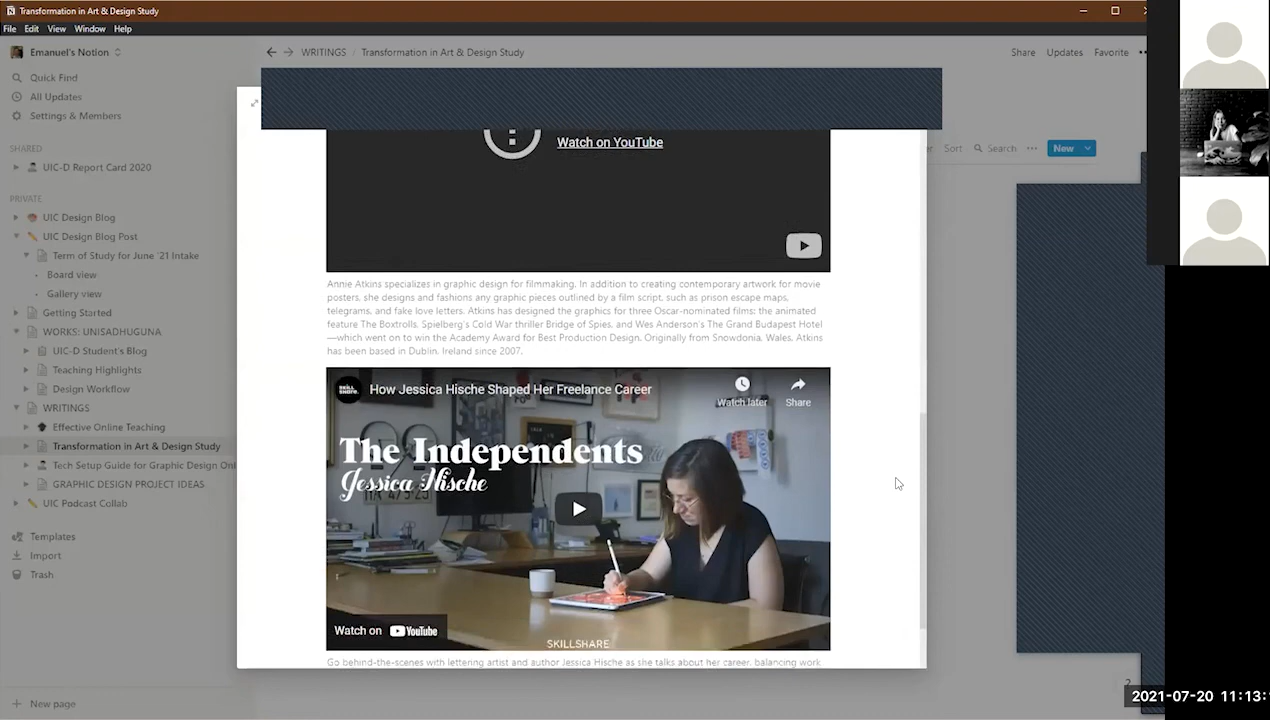 Transformation in Art & Design Study
File Edit View Window Help
Emanuel's Notion
WRITINGS / Transformation in Art & Design Study
Share Updates Favorite
Quick Find
All Updates
Settings & Members
SHARED
UIC-D Report Card 2020
PRIVATE
UIC Design Blog
UIC Design Blog Post
Term of Study for June '21 Intake
Board view
Gallery view
Getting Started
WORKS: UNISADHUGUNA
UIC-D Student's Blog
Teaching Highlights
Design Workflow
WRITINGS
Effective Online Teaching
Transformation in Art & Design Study
Tech Setup Guide for Graphic Design Onl
GRAPHIC DESIGN PROJECT IDEAS
UIC Podcast Collab
Templates
Import
Trash
New page
Sort Search New
Watch on YouTube
Annie Atkins specializes in graphic design for filmmaking. In addition to creating contemporary artwork for movie
posters, she designs and fashions any graphic pieces outlined by a film script, such as prison escape maps,
telegrams, and fake love letters. Atkins has designed the graphics for three Oscar-nominated films: the animated
feature The Boxtrolls, Spielberg's Cold War thriller Bridge of Spies, and Wes Anderson's The Grand Budapest Hotel
—which went on to win the Academy Award for Best Production Design. Originally from Snowdonia, Wales, Atkins
has been based in Dublin, Ireland since 2007.
SKILL SHARE.
How Jessica Hische Shaped Her Freelance Career
Watch later Share
The Independents
Jessica Hische
Watch on YouTube
SKILLSHARE
Go behind-the-scenes with lettering artist and author Jessica Hische as she talks about her career, balancing work
2
2021-07-20 11:13: